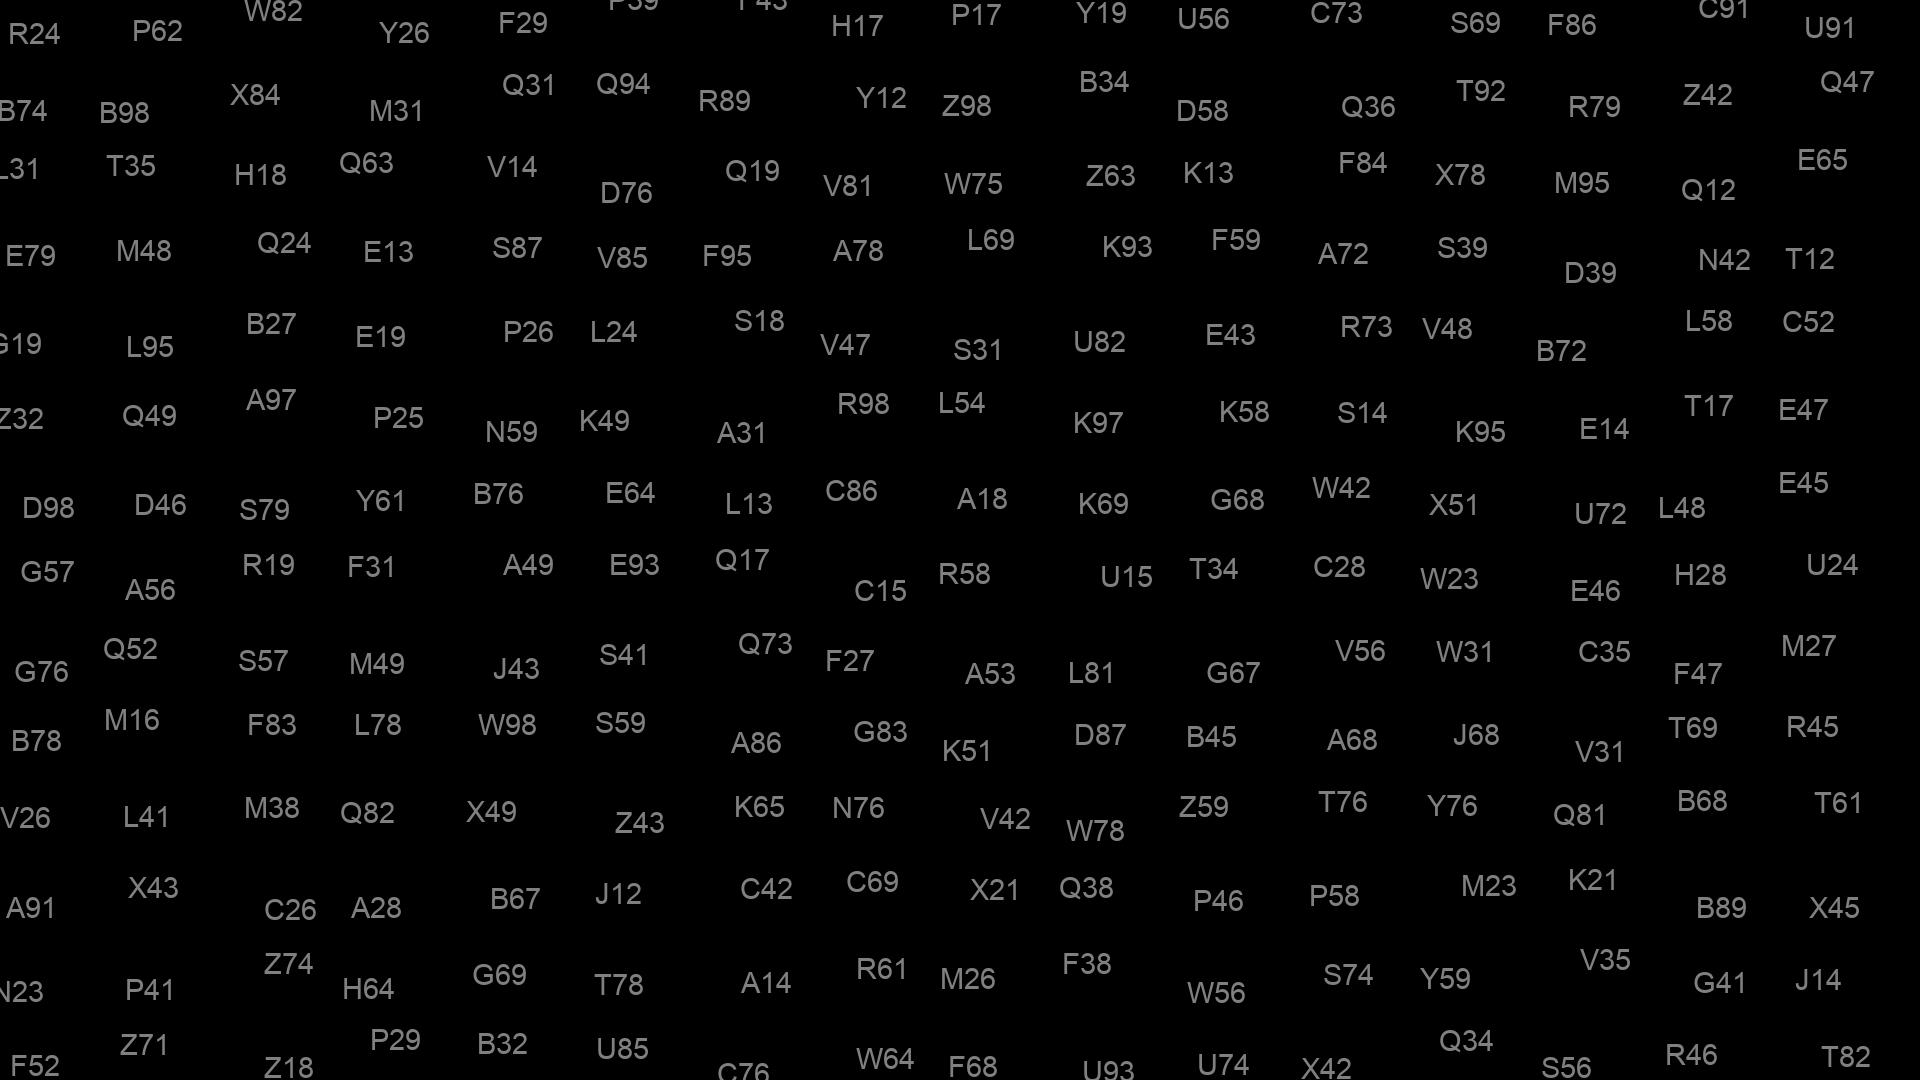 R24 P62 W82 Y26 F29 P39 H17 P17 Y19 U56 C73 S69 F86 C91 U91
B74 B98 X84 M31 Q31 Q94 R89 Y12 Z98 B34 D58 Q36 T92 R79 Z42 Q47
L31 T35 H18 Q63 V14 D76 Q19 V81 W75 Z63 K13 F84 X78 M95 Q12 E65
E79 M48 Q24 E13 S87 V85 F95 A78 L69 K93 F59 A72 S39 D39 N42 T12
G19 L95 B27 E19 P26 L24 S18 V47 S31 U82 E43 R73 V48 B72 L58 C52
Z32 Q49 A97 P25 N59 K49 A31 R98 L54 K97 K58 S14 K95 E14 T17 E47
D98 D46 S79 Y61 B76 E64 L13 C86 A18 K69 G68 W42 X51 U72 L48 E45
G57 A56 R19 F31 A49 E93 Q17 C15 R58 U15 T34 C28 W23 E46 H28 U24
G76 Q52 S57 M49 J43 S41 Q73 F27 A53 L81 G67 V56 W31 C35 F47 M27
B78 M16 F83 L78 W98 S59 A86 G83 K51 D87 B45 A68 J68 V31 T69 R45
V26 L41 M38 Q82 X49 Z43 K65 N76 V42 W78 Z59 T76 Y76 Q81 B68 T61
A91 X43 C26 A28 B67 J12 C42 C69 X21 Q38 P46 P58 M23 K21 B89 X45
N23 P41 Z74 H64 G69 T78 A14 R61 M26 F38 W56 S74 Y59 V35 G41 J14
F52 Z71 Z18 P29 B32 U85 C76 W64 F68 U93 U74 X42 Q34 S56 R46 T82